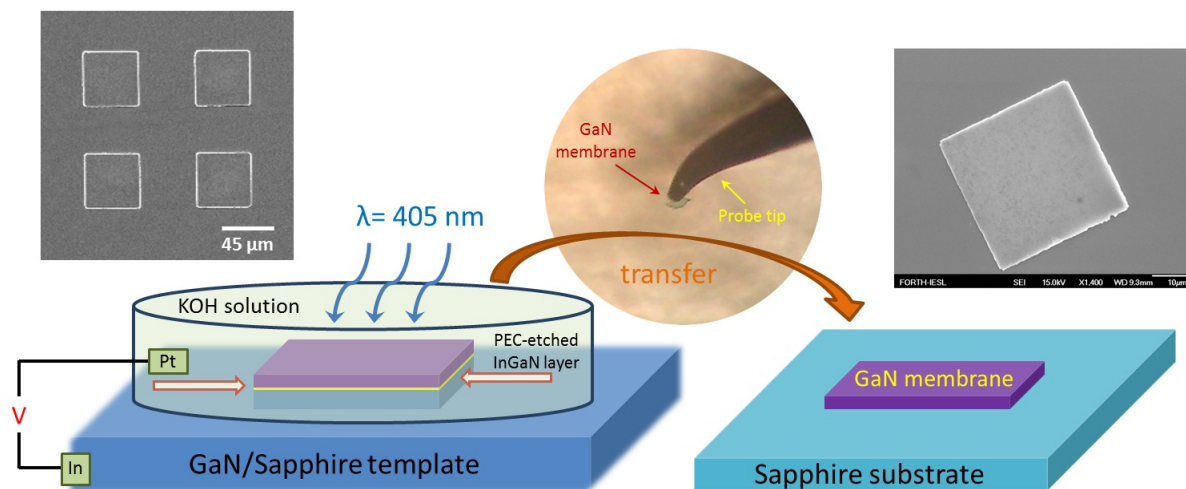 45 µm
λ= 405 nm
KOH solution
Pt
PEC-etched
InGaN layer
V
In
GaN/Sapphire template
GaN
membrane
Probe tip
transfer
FORTH-IESL SEI 15.0kV X1,400 WD 9.3mm 10µm
GaN membrane
Sapphire substrate